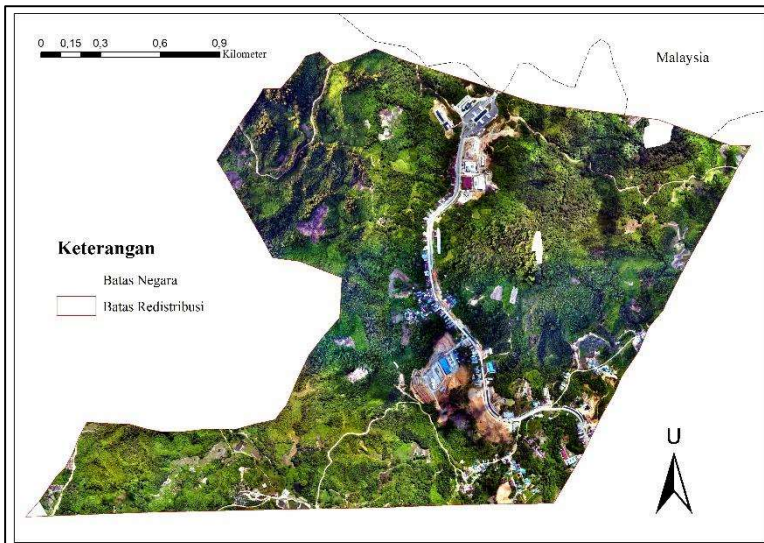 0 0,15 0,3 0,6 0,9
Kilometer
Malaysia
Keterangan
Batas Negara
Batas Redistribusi
U